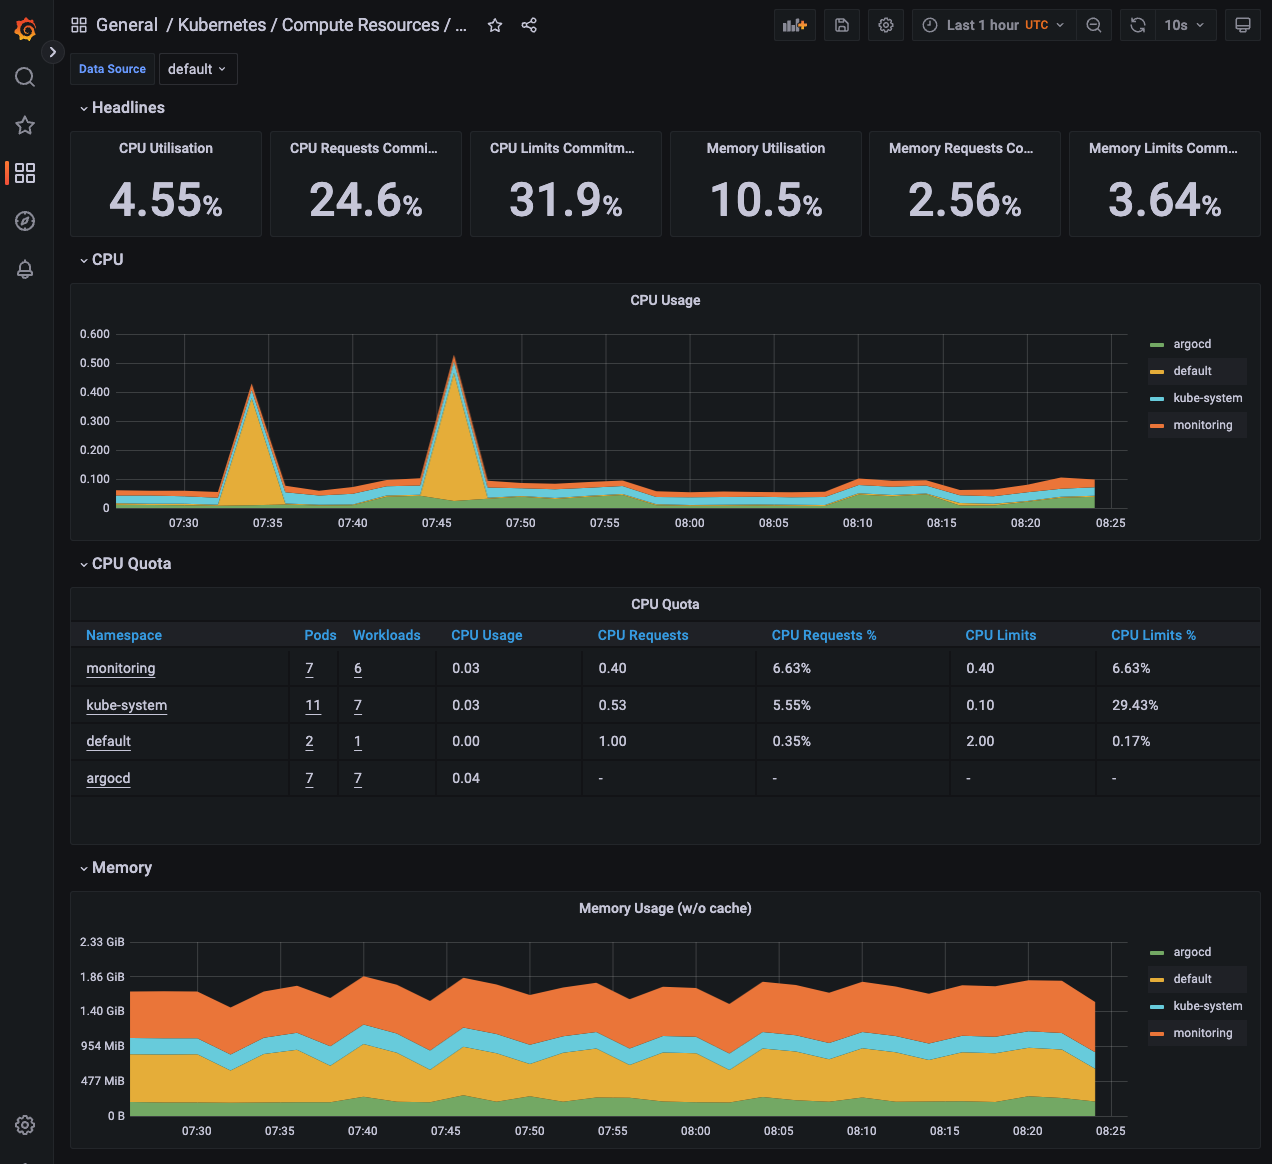 General / Kubernetes / Compute Resources / ...
Last 1 hour UTC
10s
Data Source default
Headlines
CPU Utilisation
4.55%
CPU Requests Commi...
24.6%
CPU Limits Commitm...
31.9%
Memory Utilisation
10.5%
Memory Requests Co...
2.56%
Memory Limits Comm...
3.64%
CPU
CPU Usage
0.600
0.500
0.400
0.300
0.200
0.100
0
07:30 07:35 07:40 07:45 07:50 07:55 08:00 08:05 08:10 08:15 08:20 08:25
argocd
default
kube-system
monitoring
CPU Quota
CPU Quota
Namespace Pods Workloads CPU Usage CPU Requests CPU Requests % CPU Limits CPU Limits %
monitoring 7 6 0.03 0.40 6.63% 0.40 6.63%
kube-system 11 7 0.03 0.53 5.55% 0.10 29.43%
default 2 1 0.00 1.00 0.35% 2.00 0.17%
argocd 7 7 0.04 - - - -
Memory
Memory Usage (w/o cache)
2.33 GiB
1.86 GiB
1.40 GiB
954 MiB
477 MiB
0 B
07:30 07:35 07:40 07:45 07:50 07:55 08:00 08:05 08:10 08:15 08:20 08:25
argocd
default
kube-system
monitoring